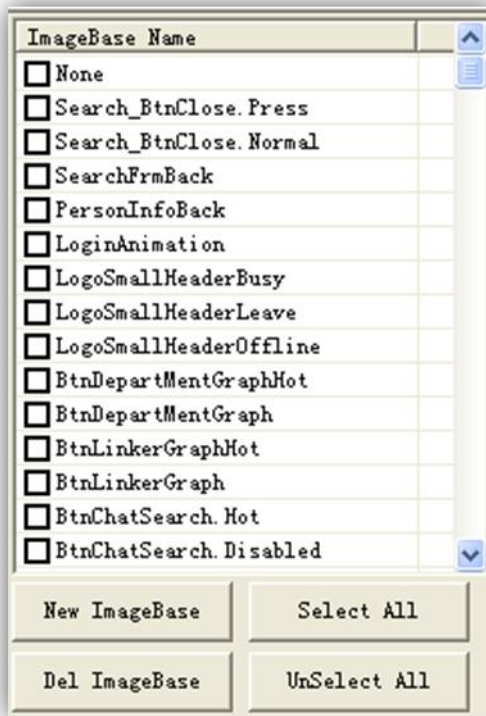 ImageBase Name
None
Search_BtnClose.Press
Search_BtnClose.Normal
SearchFrmBack
PersonInfoBack
LoginAnimation
LogoSmallHeaderBusy
LogoSmallHeaderLeave
LogoSmallHeaderOffline
BtnDepartMentGraphHot
BtnDepartMentGraph
BtnLinkerGraphHot
BtnLinkerGraph
BtnChatSearch.Hot
BtnChatSearch.Disabled
New ImageBase Select All
Del ImageBase UnSelect All